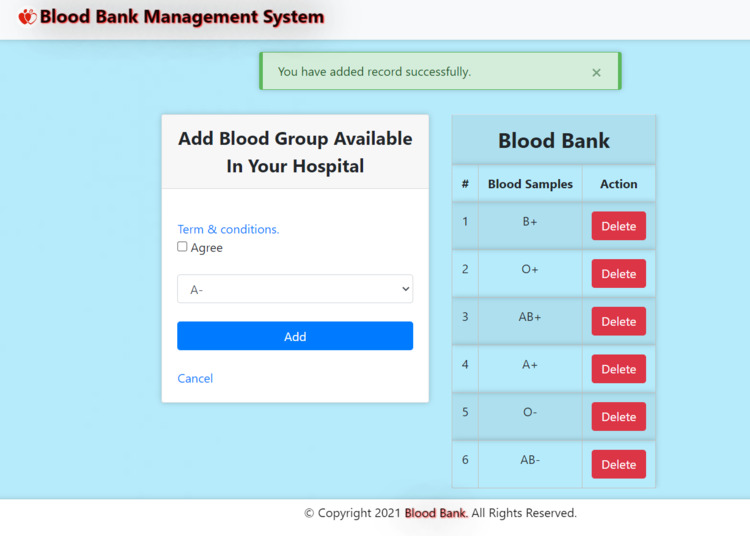 Blood Bank Management System
You have added record successfully. ×
Add Blood Group Available
In Your Hospital
Term & conditions.
Agree
A-
Add
Cancel
Blood Bank
# Blood Samples Action
1 B+ Delete
2 O+ Delete
3 AB+ Delete
4 A+ Delete
5 O- Delete
6 AB- Delete
© Copyright 2021 Blood Bank. All Rights Reserved.